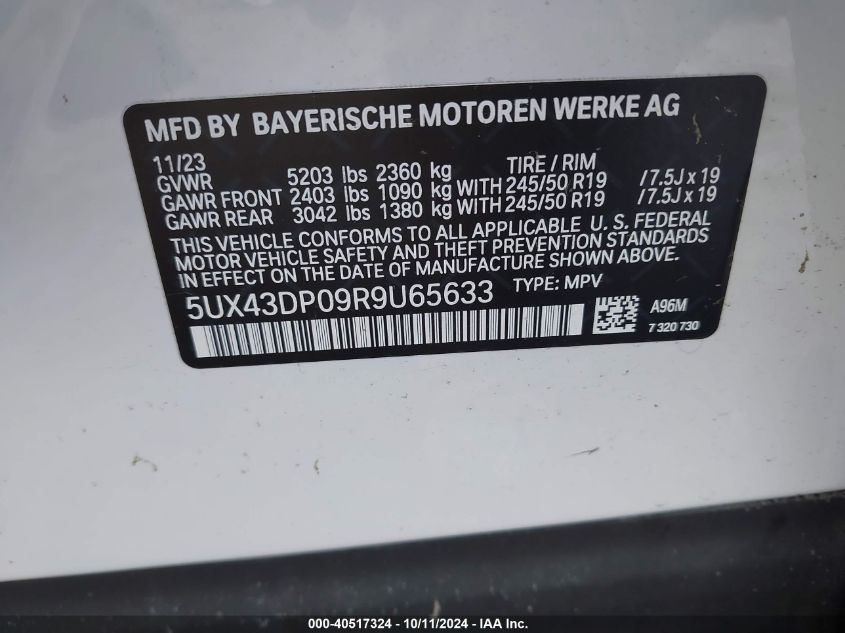 MFD BY BAYERISCHE MOTOREN WERKE AG
11/23 TIRE / RIM
GVWR 5203 lbs 2360 kg
GAWR FRONT 2403 lbs 1090 kg WITH 245/50 R19 /7.5J x 19
GAWR REAR 3042 lbs 1380 kg WITH 245/50 R19 /7.5J x 19
THIS VEHICLE CONFORMS TO ALL APPLICABLE U. S. FEDERAL
MOTOR VEHICLE SAFETY AND THEFT PREVENTION STANDARDS
IN EFFECT ON THE DATE OF MANUFACTURE SHOWN ABOVE.
5UX43DP09R9U65633 TYPE: MPV
A96M
7 320 730
000-40517324 - 10/11/2024 - IAA Inc.